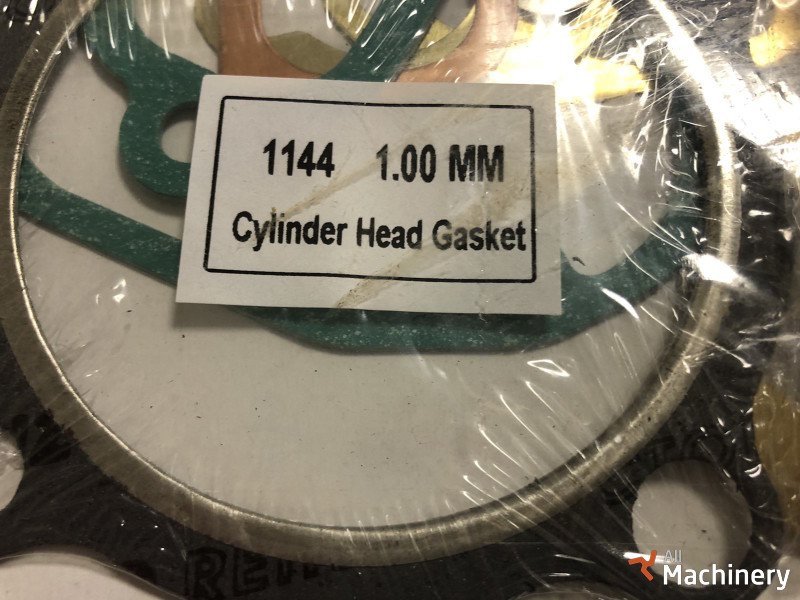 1144 1.00 MM
Cylinder Head Gasket
All
Machinery